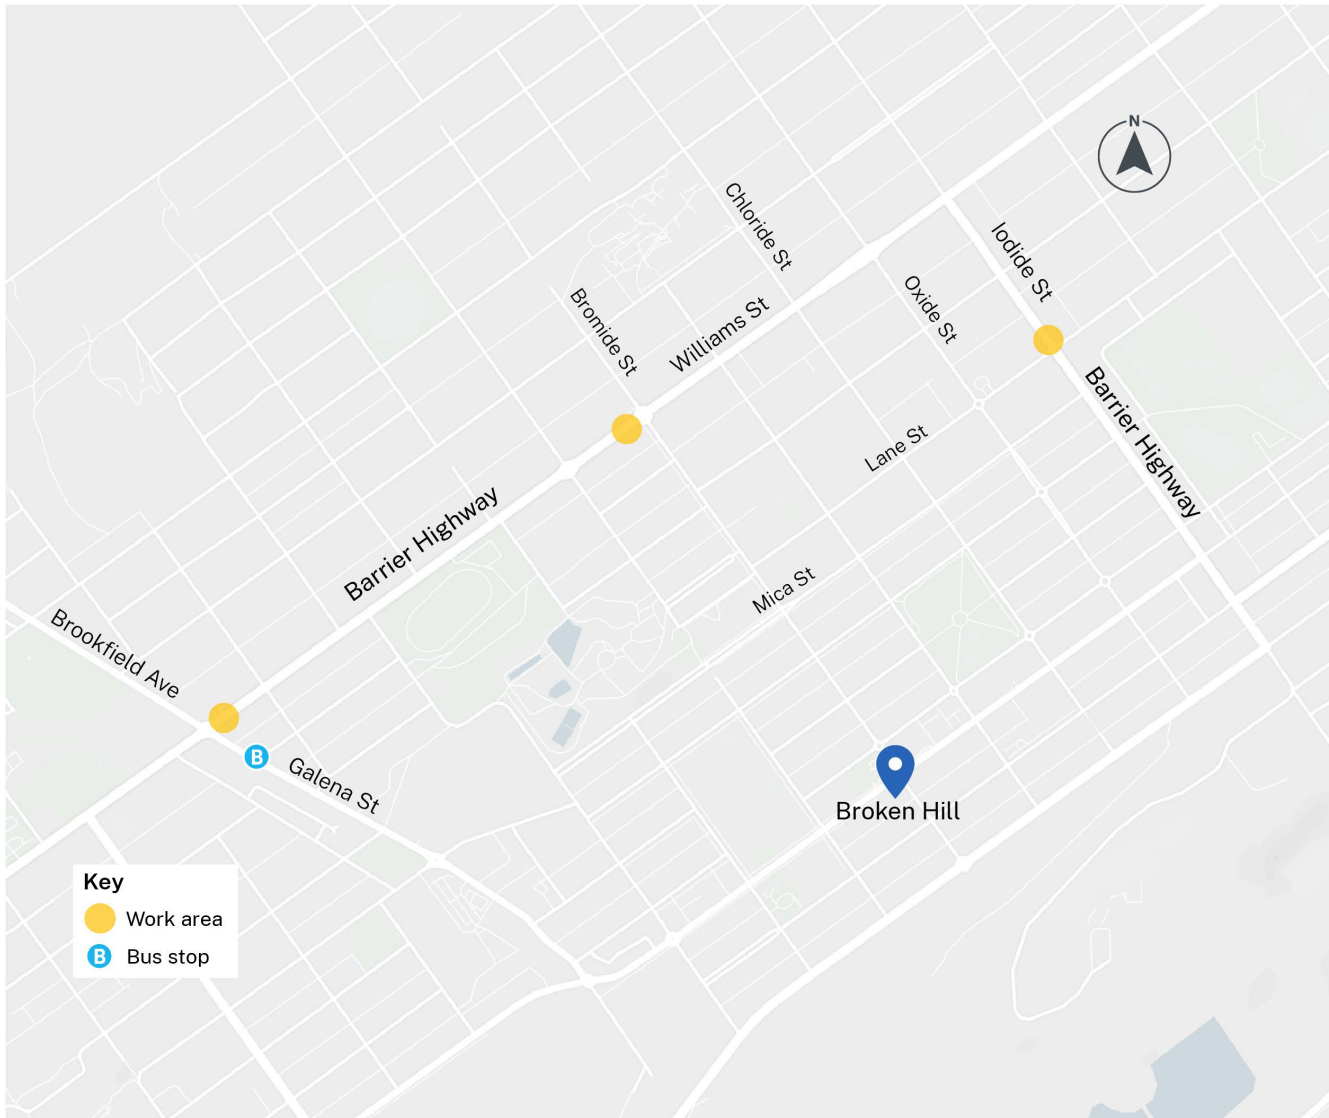 N
Chloride St
Iodide St
Oxide St
Bromide St
Williams St
Barrier Highway
Lane St
Barrier Highway
Mica St
Brookfield Ave
B
Galena St
Broken Hill
Key
Work area
B Bus stop